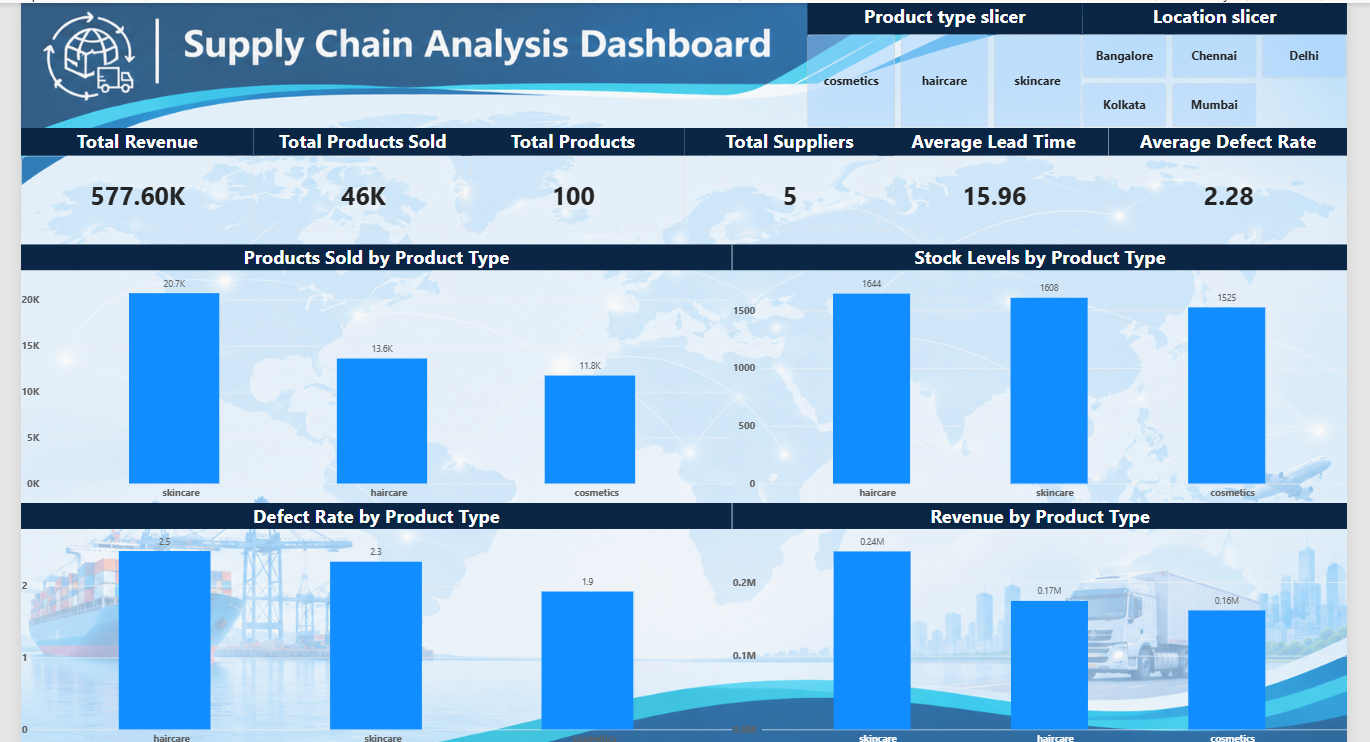 Supply Chain Analysis Dashboard
Product type slicer
Location slicer
cosmetics
haircare
skincare
Bangalore
Chennai
Delhi
Kolkata
Mumbai
Total Revenue
Total Products Sold
Total Products
Total Suppliers
Average Lead Time
Average Defect Rate
577.60K
46K
100
5
15.96
2.28
Products Sold by Product Type
20K
15K
10K
5K
0K
20.7K
13.6K
11.8K
skincare
haircare
cosmetics
Stock Levels by Product Type
1500
1000
500
0
1644
1608
1525
haircare
skincare
cosmetics
Defect Rate by Product Type
2
1
0
2.5
2.3
1.9
haircare
skincare
Revenue by Product Type
0.2M
0.1M
0.24M
0.17M
0.16M
skincare
haircare
cosmetics